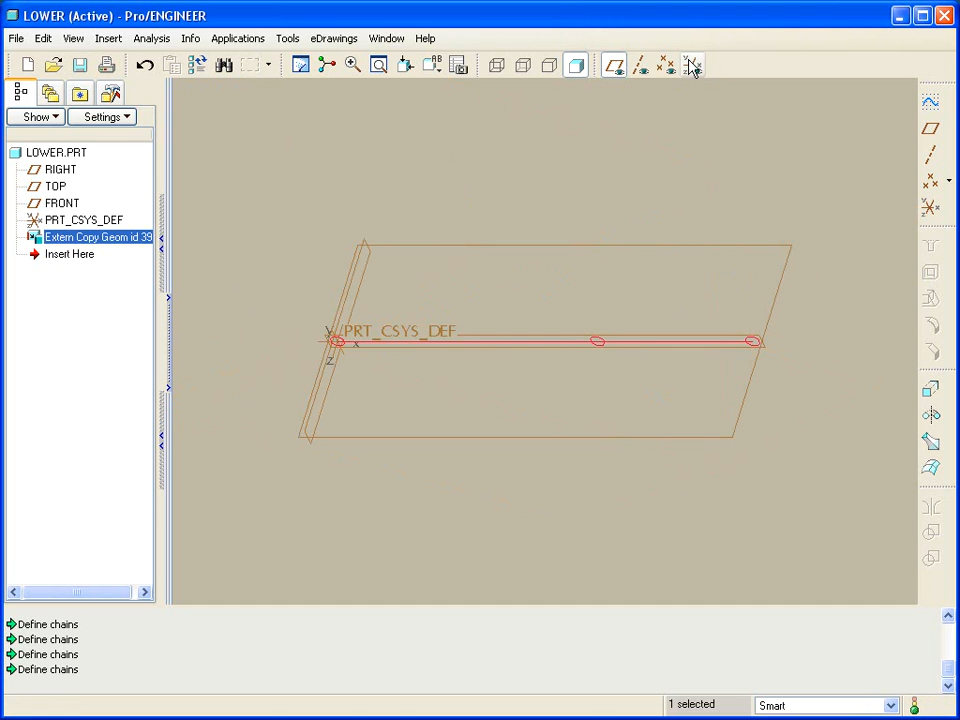 LOWER (Active) - Pro/ENGINEER
File Edit View Insert Analysis Info Applications Tools eDrawings Window Help
Show Settings
LOWER.PRT
RIGHT
TOP
FRONT
PRT_CSYS_DEF
Extern Copy Geom id 39
Insert Here
Y
PRT_CSYS_DEF
X
Z
Define chains
Define chains
Define chains
Define chains
1 selected Smart